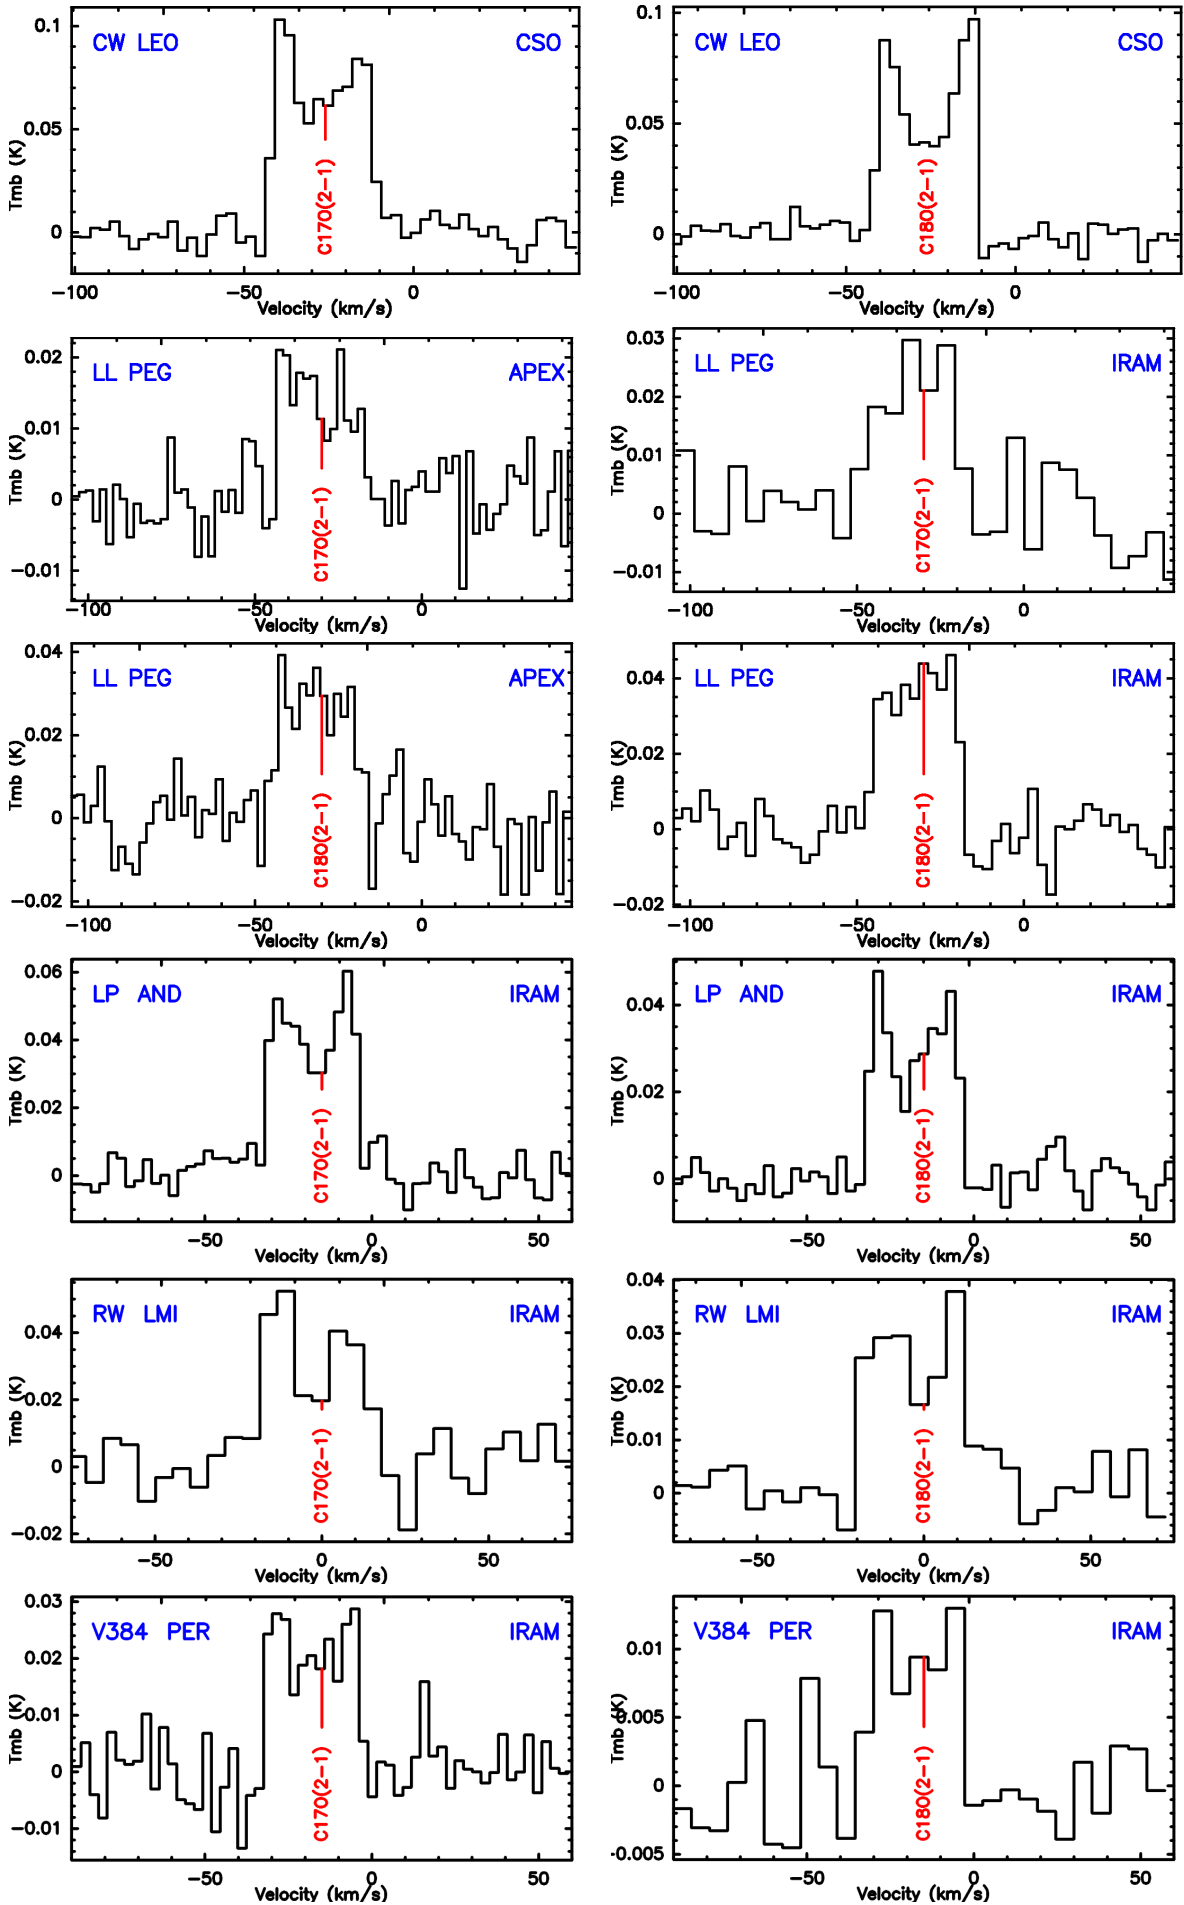 CW LEO CSO
0.1
0.05
0
Tmb (K)
C17O(2-1)
-100 -50 0
Velocity (km/s)
CW LEO CSO
0.1
0.05
0
Tmb (K)
C18O(2-1)
-100 -50 0
Velocity (km/s)
LL PEG APEX
0.02
0.01
0
-0.01
Tmb (K)
C17O(2-1)
-100 -50 0
Velocity (km/s)
LL PEG IRAM
0.03
0.02
0.01
0
-0.01
Tmb (K)
C17O(2-1)
-100 -50 0
Velocity (km/s)
LL PEG APEX
0.04
0.02
0
-0.02
Tmb (K)
C18O(2-1)
-100 -50 0
Velocity (km/s)
LL PEG IRAM
0.04
0.02
0
-0.02
Tmb (K)
C18O(2-1)
-100 -50 0
Velocity (km/s)
LP AND IRAM
0.06
0.04
0.02
0
Tmb (K)
C17O(2-1)
-50 0 50
Velocity (km/s)
LP AND IRAM
0.04
0.02
0
Tmb (K)
C18O(2-1)
-50 0 50
Velocity (km/s)
RW LMI IRAM
0.04
0.02
0
-0.02
Tmb (K)
C17O(2-1)
-50 0 50
Velocity (km/s)
RW LMI IRAM
0.04
0.03
0.02
0.01
0
Tmb (K)
C18O(2-1)
-50 0 50
Velocity (km/s)
V384 PER IRAM
0.03
0.02
0.01
0
-0.01
Tmb (K)
C17O(2-1)
-50 0 50
Velocity (km/s)
V384 PER IRAM
0.01
0.005
0
-0.005
Tmb (K)
C18O(2-1)
-50 0 50
Velocity (km/s)